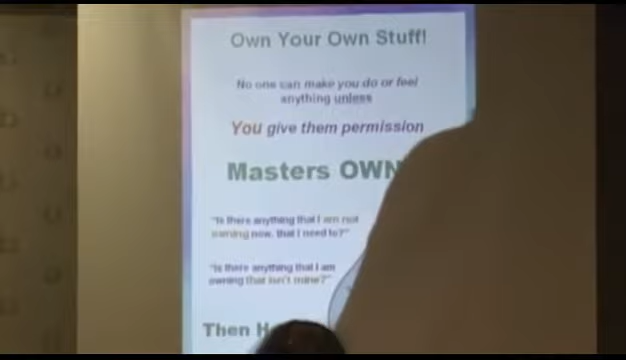 Own Your Own Stuff!
No one can make you do or feel
anything unless
You give them permission
Masters OWN
"Is there anything that I am not
owning now, that I need to?"
"Is there anything that I am
owning that isn't mine?"
Then